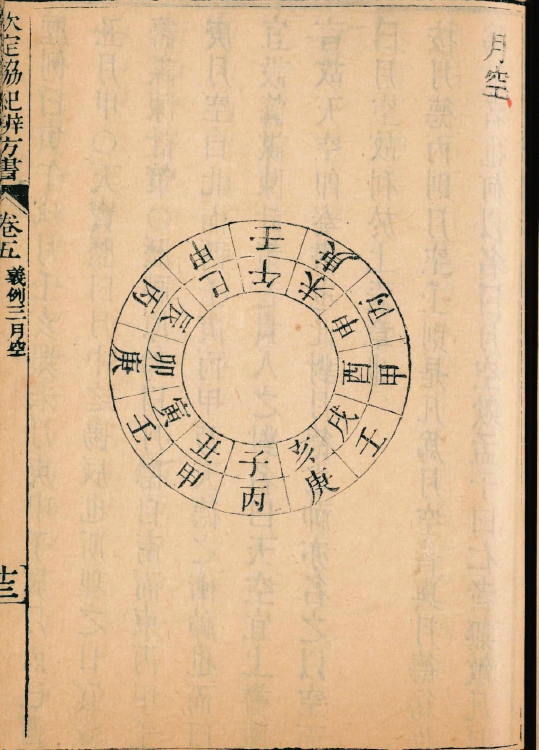 月空
壬庚丙甲壬庚丙甲壬庚丙甲
午未申酉戌亥子丑寅卯辰巳
欽定協紀辨方書
卷五
義例三月空
十三